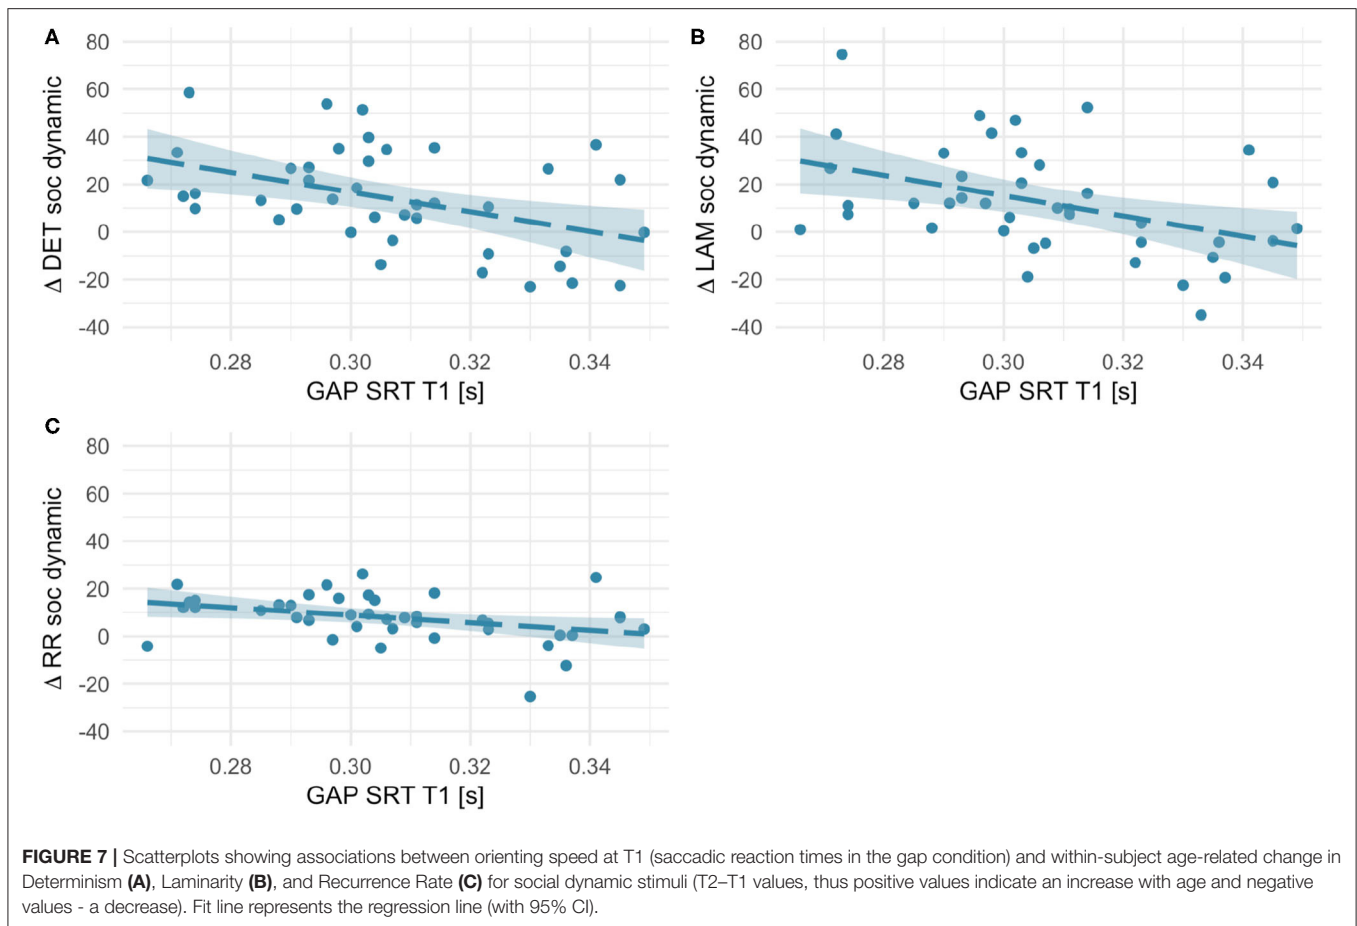 A
80
60
40
20
0
-20
-40
Δ DET soc dynamic
0.28 0.30 0.32 0.34
GAP SRT T1 [s]
B
80
60
40
20
0
-20
-40
Δ LAM soc dynamic
0.28 0.30 0.32 0.34
GAP SRT T1 [s]
C
80
60
40
20
0
-20
-40
Δ RR soc dynamic
0.28 0.30 0.32 0.34
GAP SRT T1 [s]
FIGURE 7 | Scatterplots showing associations between orienting speed at T1 (saccadic reaction times in the gap condition) and within-subject age-related change in
Determinism (A), Laminarity (B), and Recurrence Rate (C) for social dynamic stimuli (T2–T1 values, thus positive values indicate an increase with age and negative
values - a decrease). Fit line represents the regression line (with 95% CI).